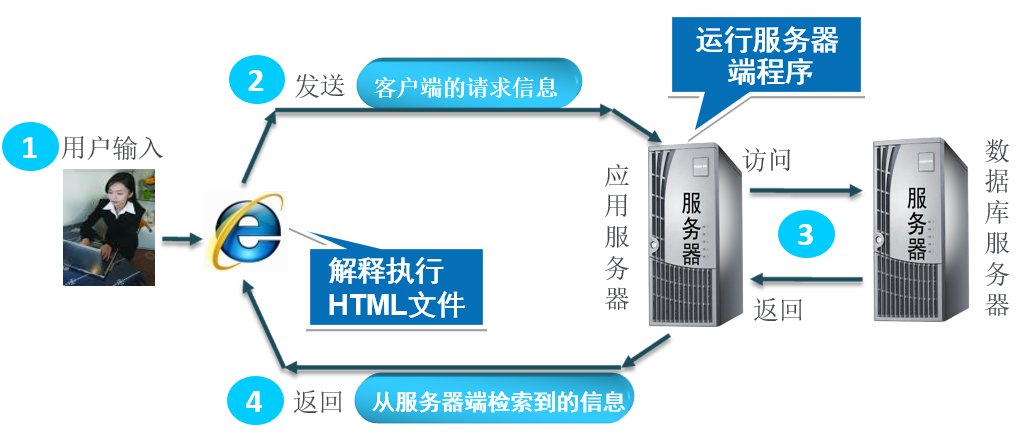 运行服务器
端程序
2
发送
客户端的请求信息
1
用户输入
访问
应用服务器
服务器
服务器
数据库服务器
3
解释执行
HTML文件
返回
4
返回
从服务器端检索到的信息